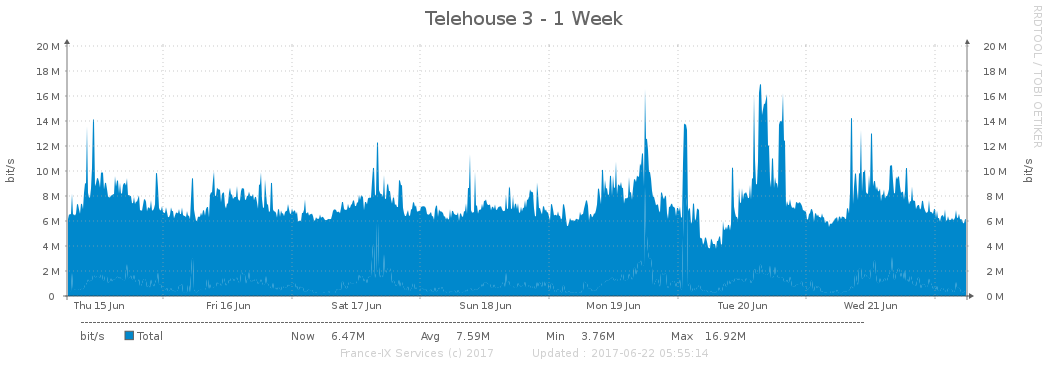 Telehouse 3 - 1 Week
RRDTOOL / TOBI OETIKER
20 M 20 M
18 M 18 M
16 M 16 M
14 M 14 M
12 M 12 M
10 M 10 M
8 M 8 M
6 M 6 M
4 M 4 M
2 M 2 M
0 0 M
bit/s
bit/s
Thu 15 Jun Fri 16 Jun Sat 17 Jun Sun 18 Jun Mon 19 Jun Tue 20 Jun Wed 21 Jun
bit/s Total Now 6.47M Avg 7.59M Min 3.76M Max 16.92M
France-IX Services (c) 2017 Updated : 2017-06-22 05:55:14